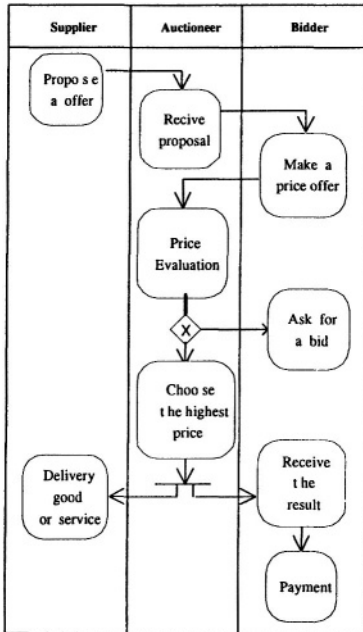 Supplier
Auctioneer
Bidder
Propo s e
a offer
Recive
proposal
Make a
price offer
Price
Evaluation
X
Ask for
a bid
Choo se
t he highest
price
Delivery
good
or service
Receive
t he
result
Payment